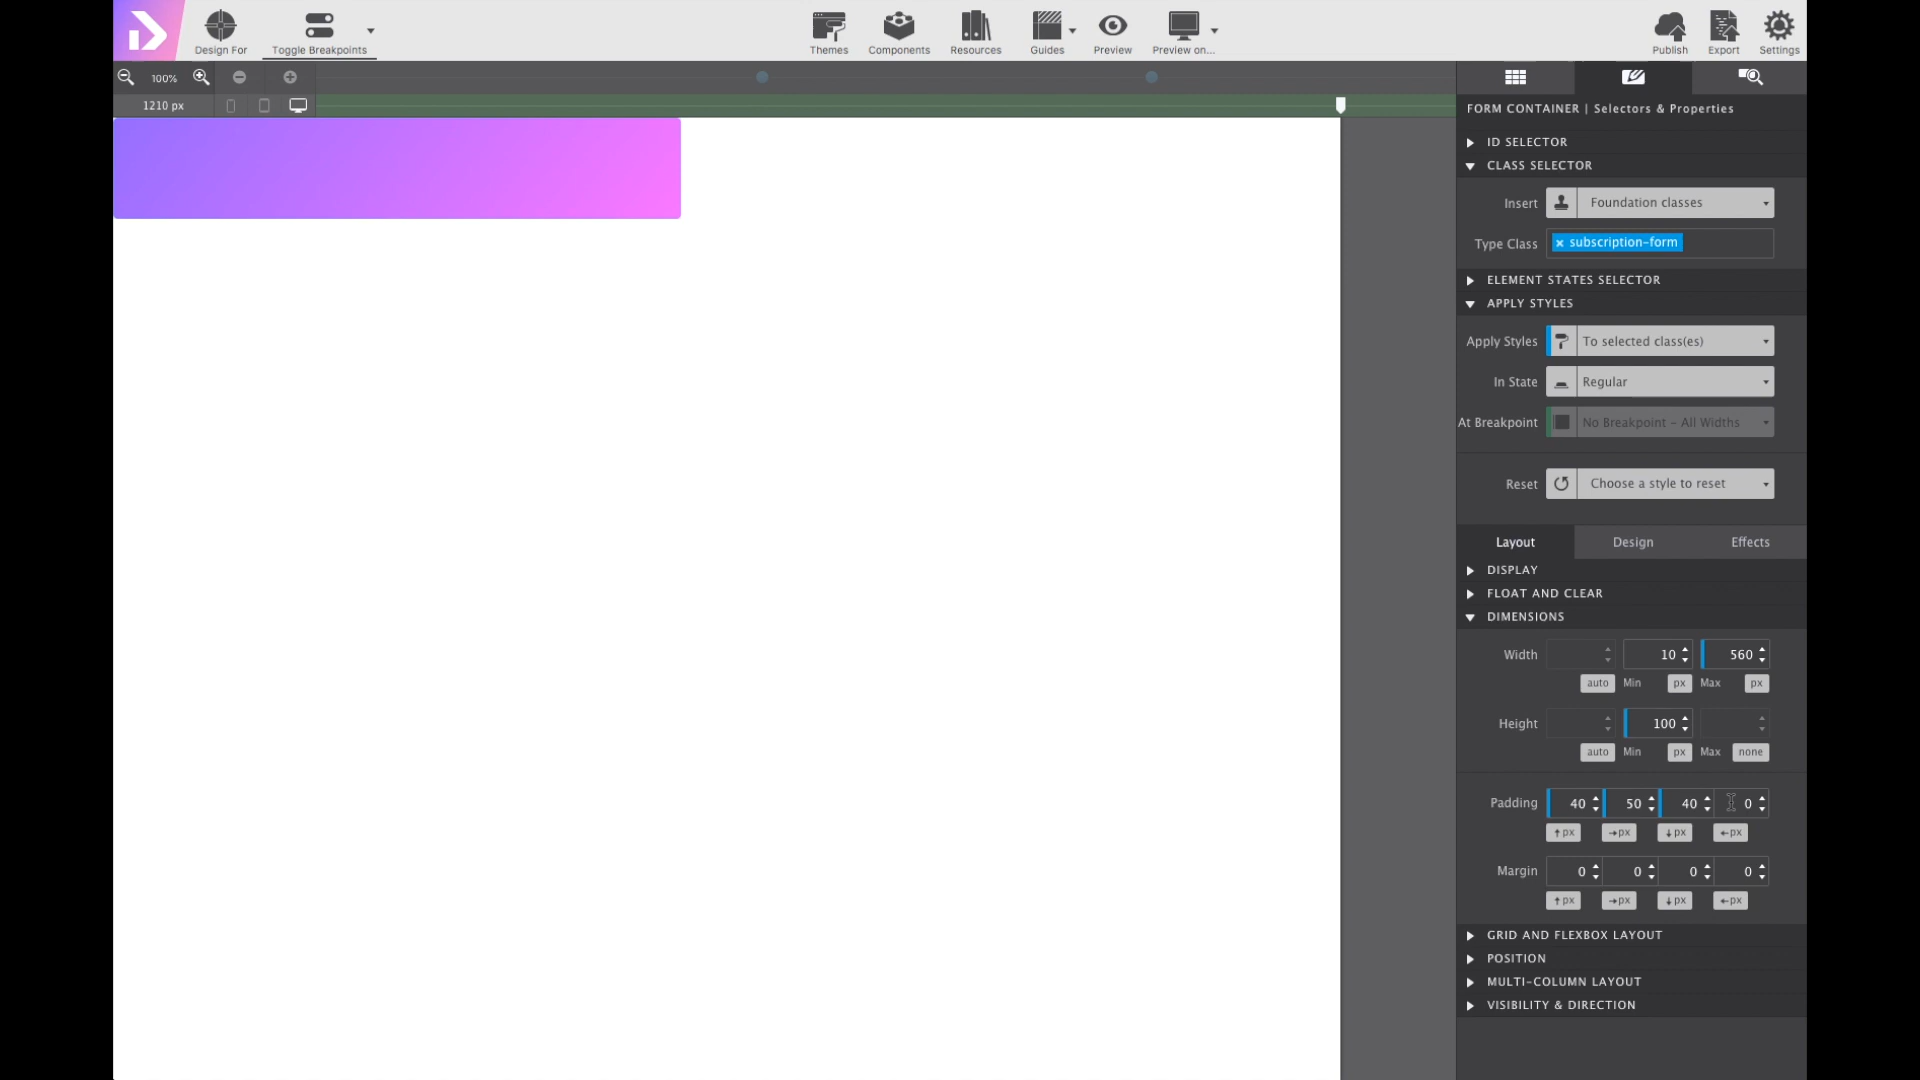 Design For
Toggle Breakpoints
Themes
Components
Resources
Guides
Preview
Preview on...
Publish
Export
Settings
100%
1210 px
FORM CONTAINER | Selectors & Properties
ID SELECTOR
CLASS SELECTOR
Insert
Foundation classes
Type Class
× subscription-form
ELEMENT STATES SELECTOR
APPLY STYLES
Apply Styles
To selected class(es)
In State
Regular
At Breakpoint
No Breakpoint - All Widths
Reset
Choose a style to reset
Layout
Design
Effects
DISPLAY
FLOAT AND CLEAR
DIMENSIONS
Width
10
560
auto
Min
px
Max
px
Height
100
auto
Min
px
Max
none
Padding
40
50
40
0
↑px
→px
↓px
←px
Margin
0
0
0
0
↑px
→px
↓px
←px
GRID AND FLEXBOX LAYOUT
POSITION
MULTI-COLUMN LAYOUT
VISIBILITY & DIRECTION